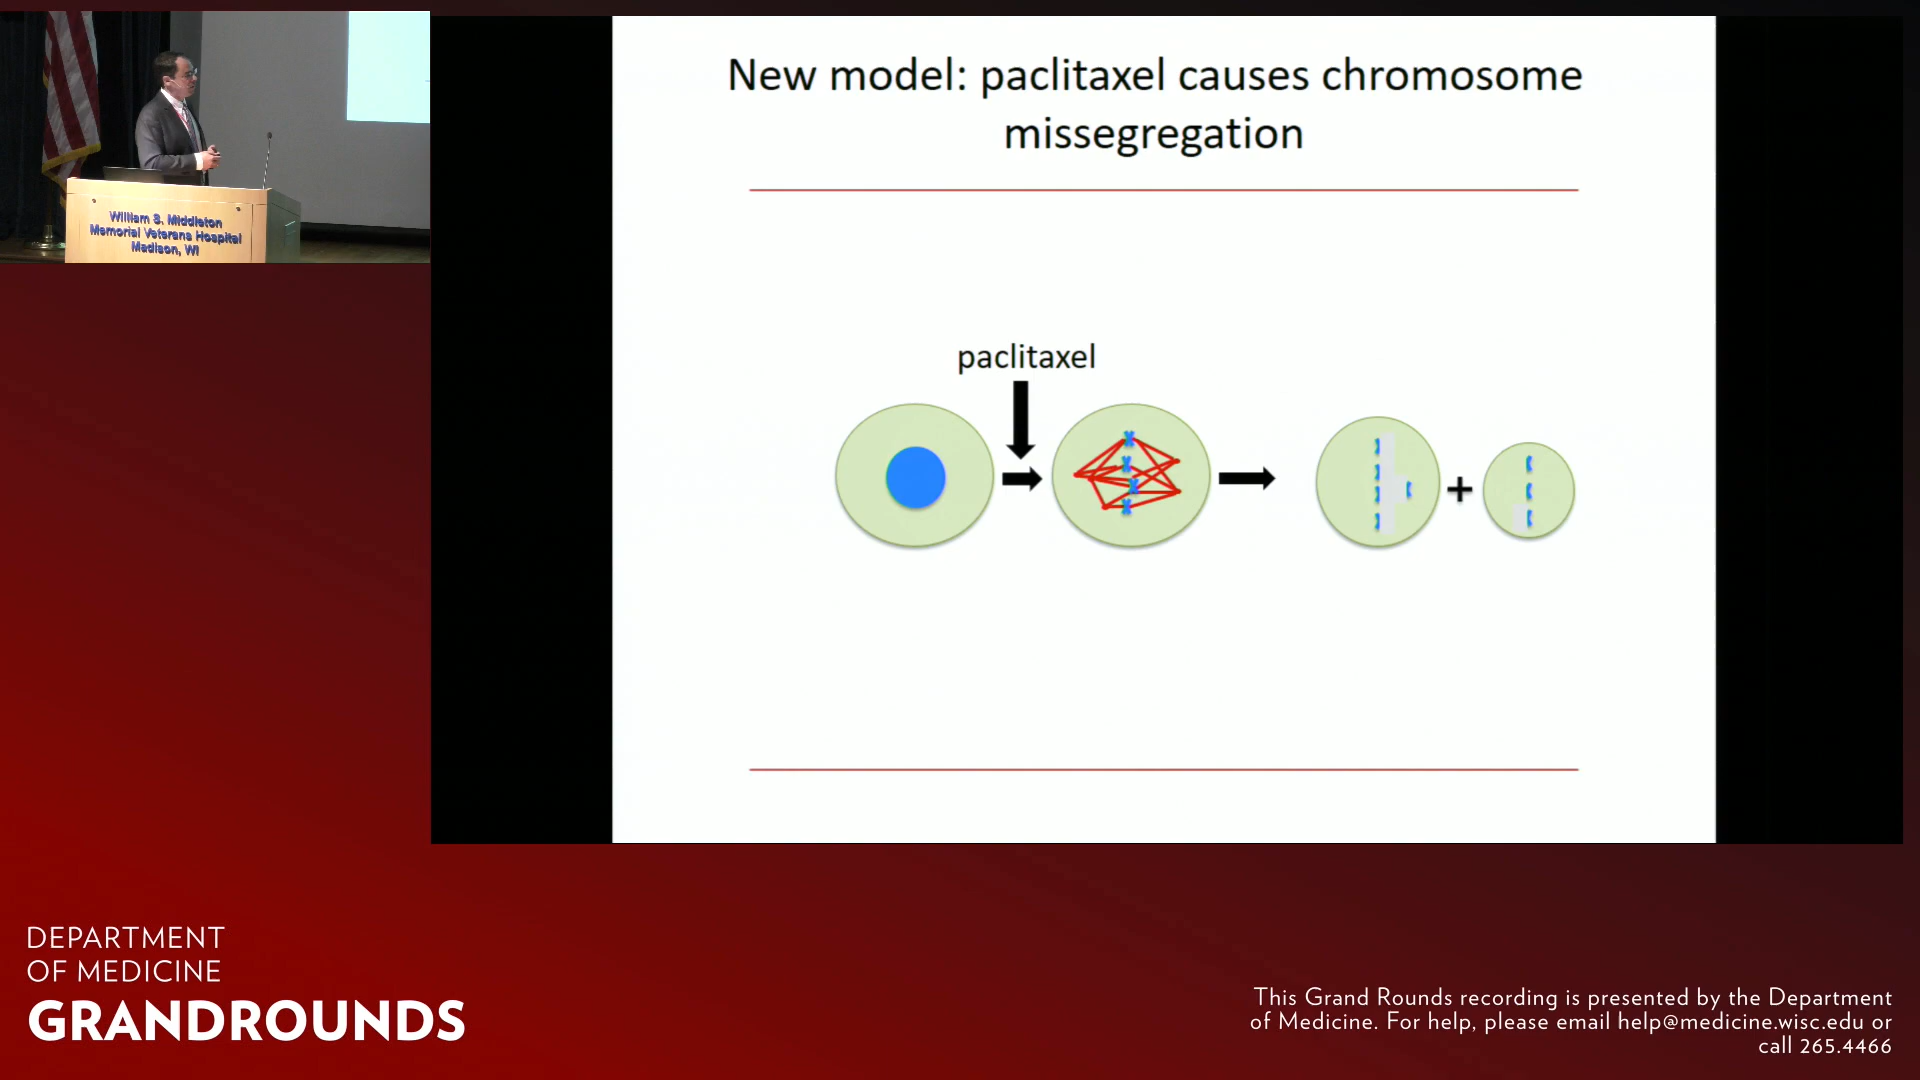 William S. Middleton
Memorial Veterans Hospital
Madison, WI
New model: paclitaxel causes chromosome
missegregation
paclitaxel
+
DEPARTMENT
OF MEDICINE
GRANDROUNDS
This Grand Rounds recording is presented by the Department
of Medicine. For help, please email help@medicine.wisc.edu or
call 265.4466